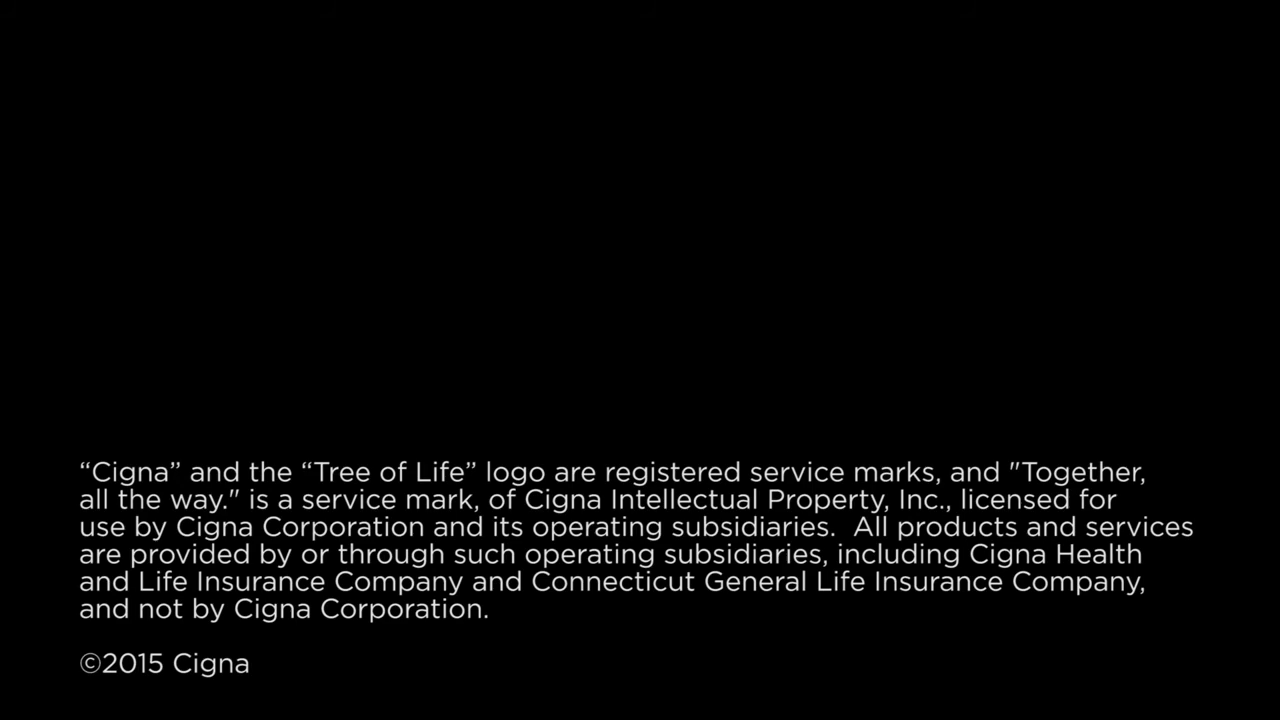 “Cigna” and the “Tree of Life” logo are registered service marks, and "Together,
all the way." is a service mark, of Cigna Intellectual Property, Inc., licensed for
use by Cigna Corporation and its operating subsidiaries.  All products and services
are provided by or through such operating subsidiaries, including Cigna Health
and Life Insurance Company and Connecticut General Life Insurance Company,
and not by Cigna Corporation.
©2015 Cigna